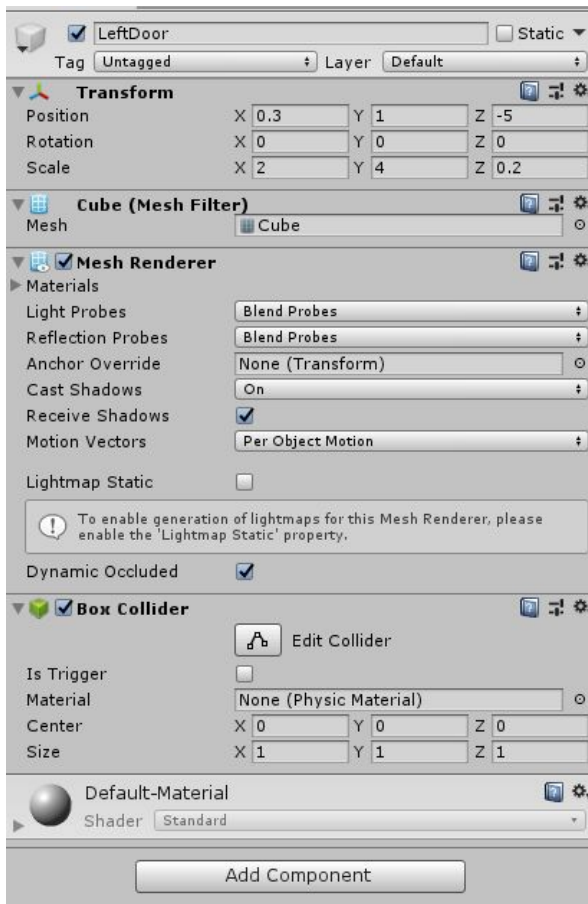 LeftDoor Static
Tag Untagged Layer Default
Transform
Position X 0.3 Y 1 Z -5
Rotation X 0 Y 0 Z 0
Scale X 2 Y 4 Z 0.2
Cube (Mesh Filter)
Mesh Cube
Mesh Renderer
Materials
Light Probes Blend Probes
Reflection Probes Blend Probes
Anchor Override None (Transform)
Cast Shadows On
Receive Shadows
Motion Vectors Per Object Motion
Lightmap Static
To enable generation of lightmaps for this Mesh Renderer, please
enable the 'Lightmap Static' property.
Dynamic Occluded
Box Collider
Edit Collider
Is Trigger
Material None (Physic Material)
Center X 0 Y 0 Z 0
Size X 1 Y 1 Z 1
Default-Material
Shader Standard
Add Component